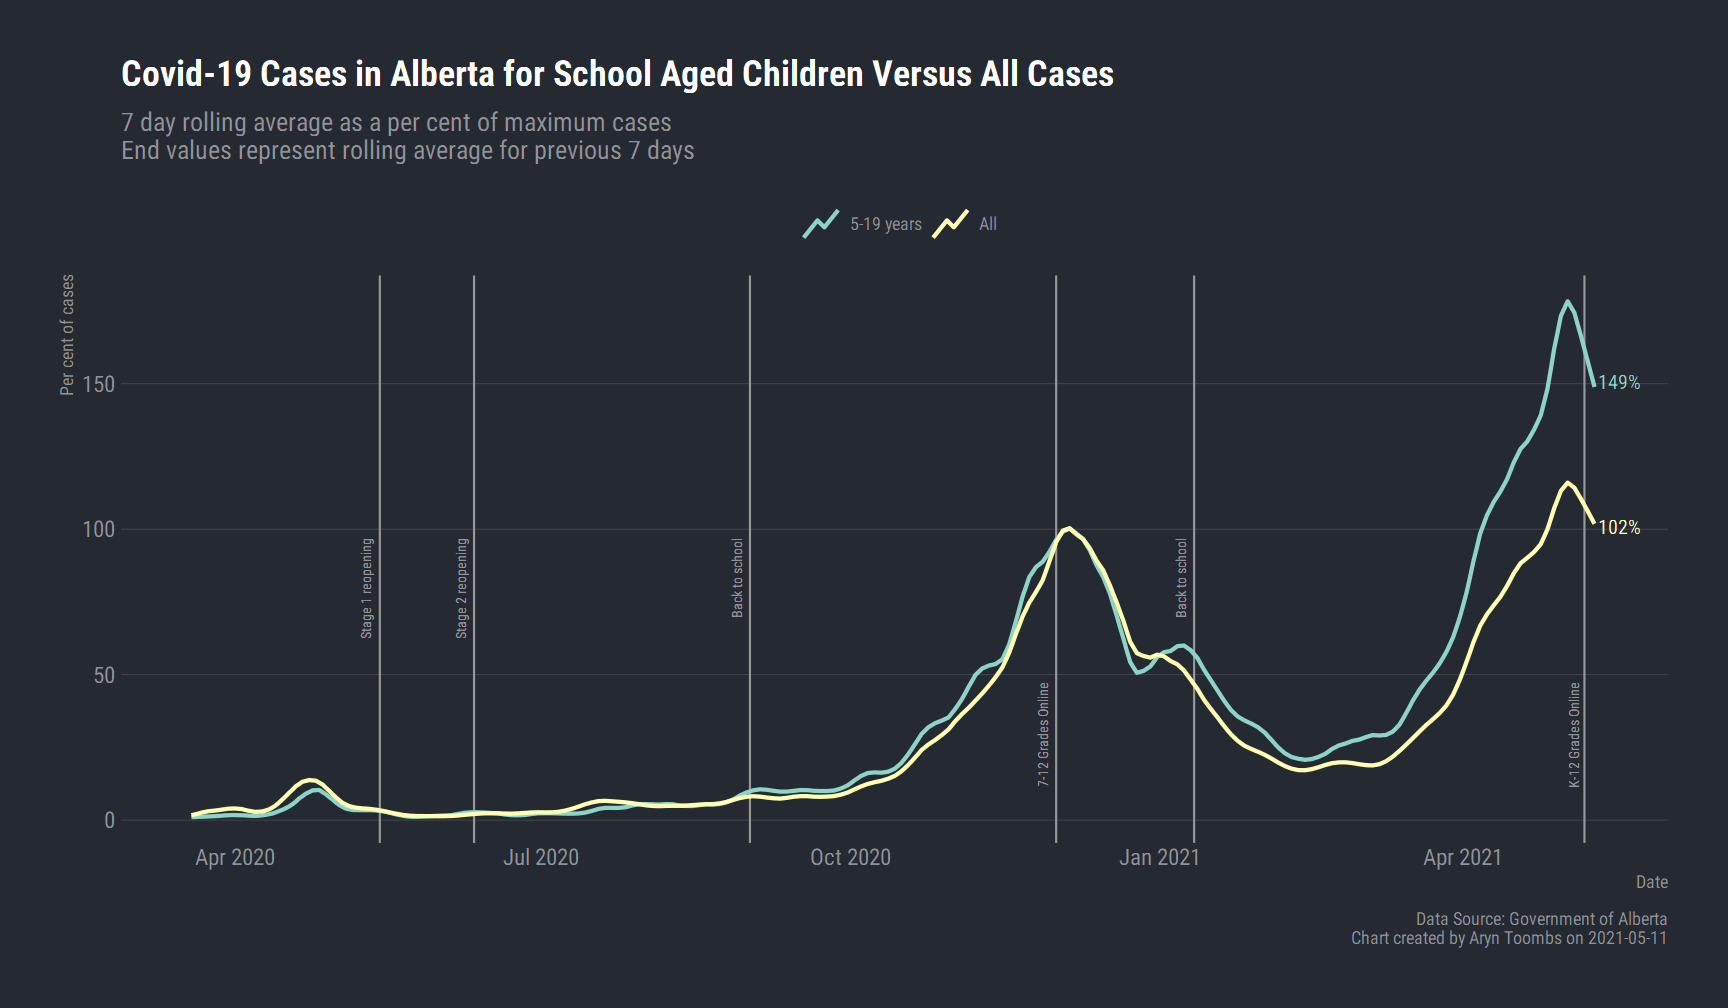 Covid-19 Cases in Alberta for School Aged Children Versus All Cases
7 day rolling average as a per cent of maximum cases
End values represent rolling average for previous 7 days
5-19 years
All
Per cent of cases
150
100
50
0
Stage 1 reopening
Stage 2 reopening
Back to school
7-12 Grades Online
Back to school
K-12 Grades Online
149%
102%
Apr 2020
Jul 2020
Oct 2020
Jan 2021
Apr 2021
Date
Data Source: Government of Alberta
Chart created by Aryn Toombs on 2021-05-11